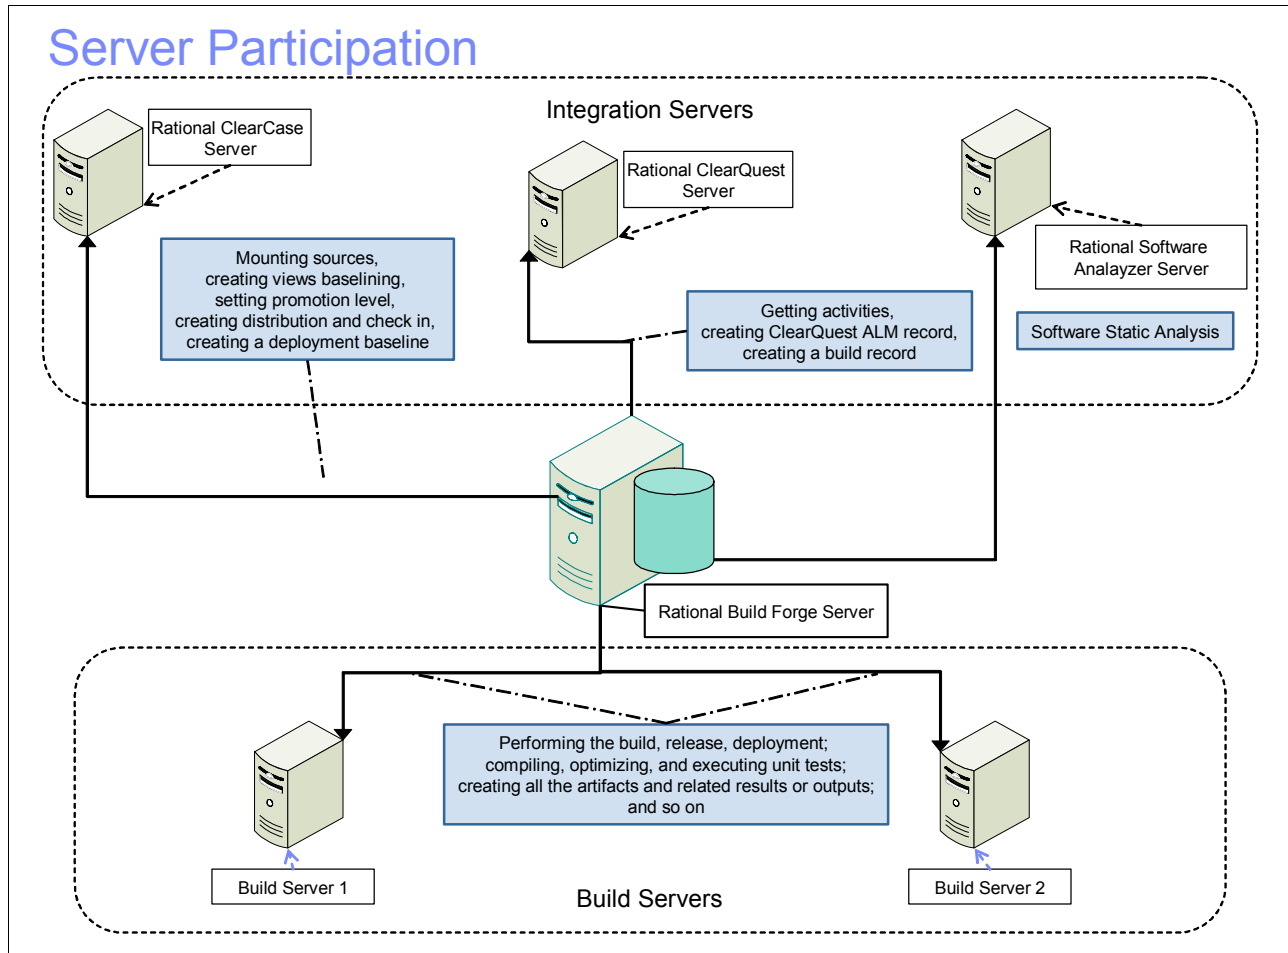 Server Participation
Integration Servers
Rational ClearCase
Server
Rational ClearQuest
Server
Rational Software
Analayzer Server
Mounting sources,
creating views baselining,
setting promotion level,
creating distribution and check in,
creating a deployment baseline
Getting activities,
creating ClearQuest ALM record,
creating a build record
Software Static Analysis
Rational Build Forge Server
Performing the build, release, deployment;
compiling, optimizing, and executing unit tests;
creating all the artifacts and related results or outputs;
and so on
Build Server 1
Build Server 2
Build Servers